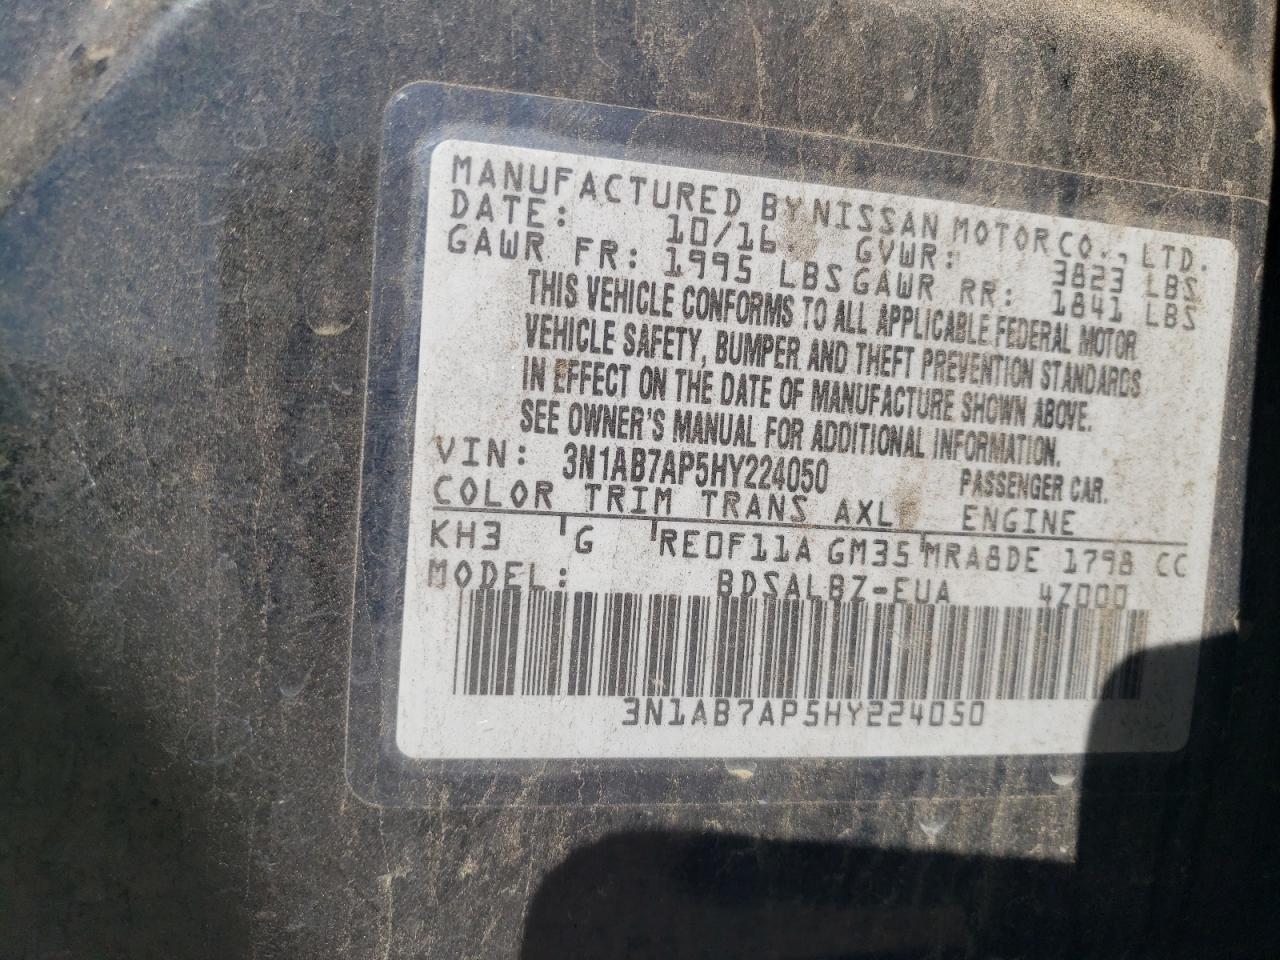 MANUFACTURED BY NISSAN MOTOR CO., LTD.
DATE: 10/16 GVWR: 3823 LBS
GAWR FR: 1995 LBS GAWR RR: 1841 LBS
THIS VEHICLE CONFORMS TO ALL APPLICABLE FEDERAL MOTOR
VEHICLE SAFETY, BUMPER AND THEFT PREVENTION STANDARDS
IN EFFECT ON THE DATE OF MANUFACTURE SHOWN ABOVE.
SEE OWNER'S MANUAL FOR ADDITIONAL INFORMATION.
VIN: 3N1AB7AP5HY224050 PASSENGER CAR.
COLOR TRIM TRANS AXLE ENGINE
KH3 G RE0F11A GM35 MRA8DE 1798 CC
MODEL: BDSALBZ-EUA 4Z000
3N1AB7AP5HY224050